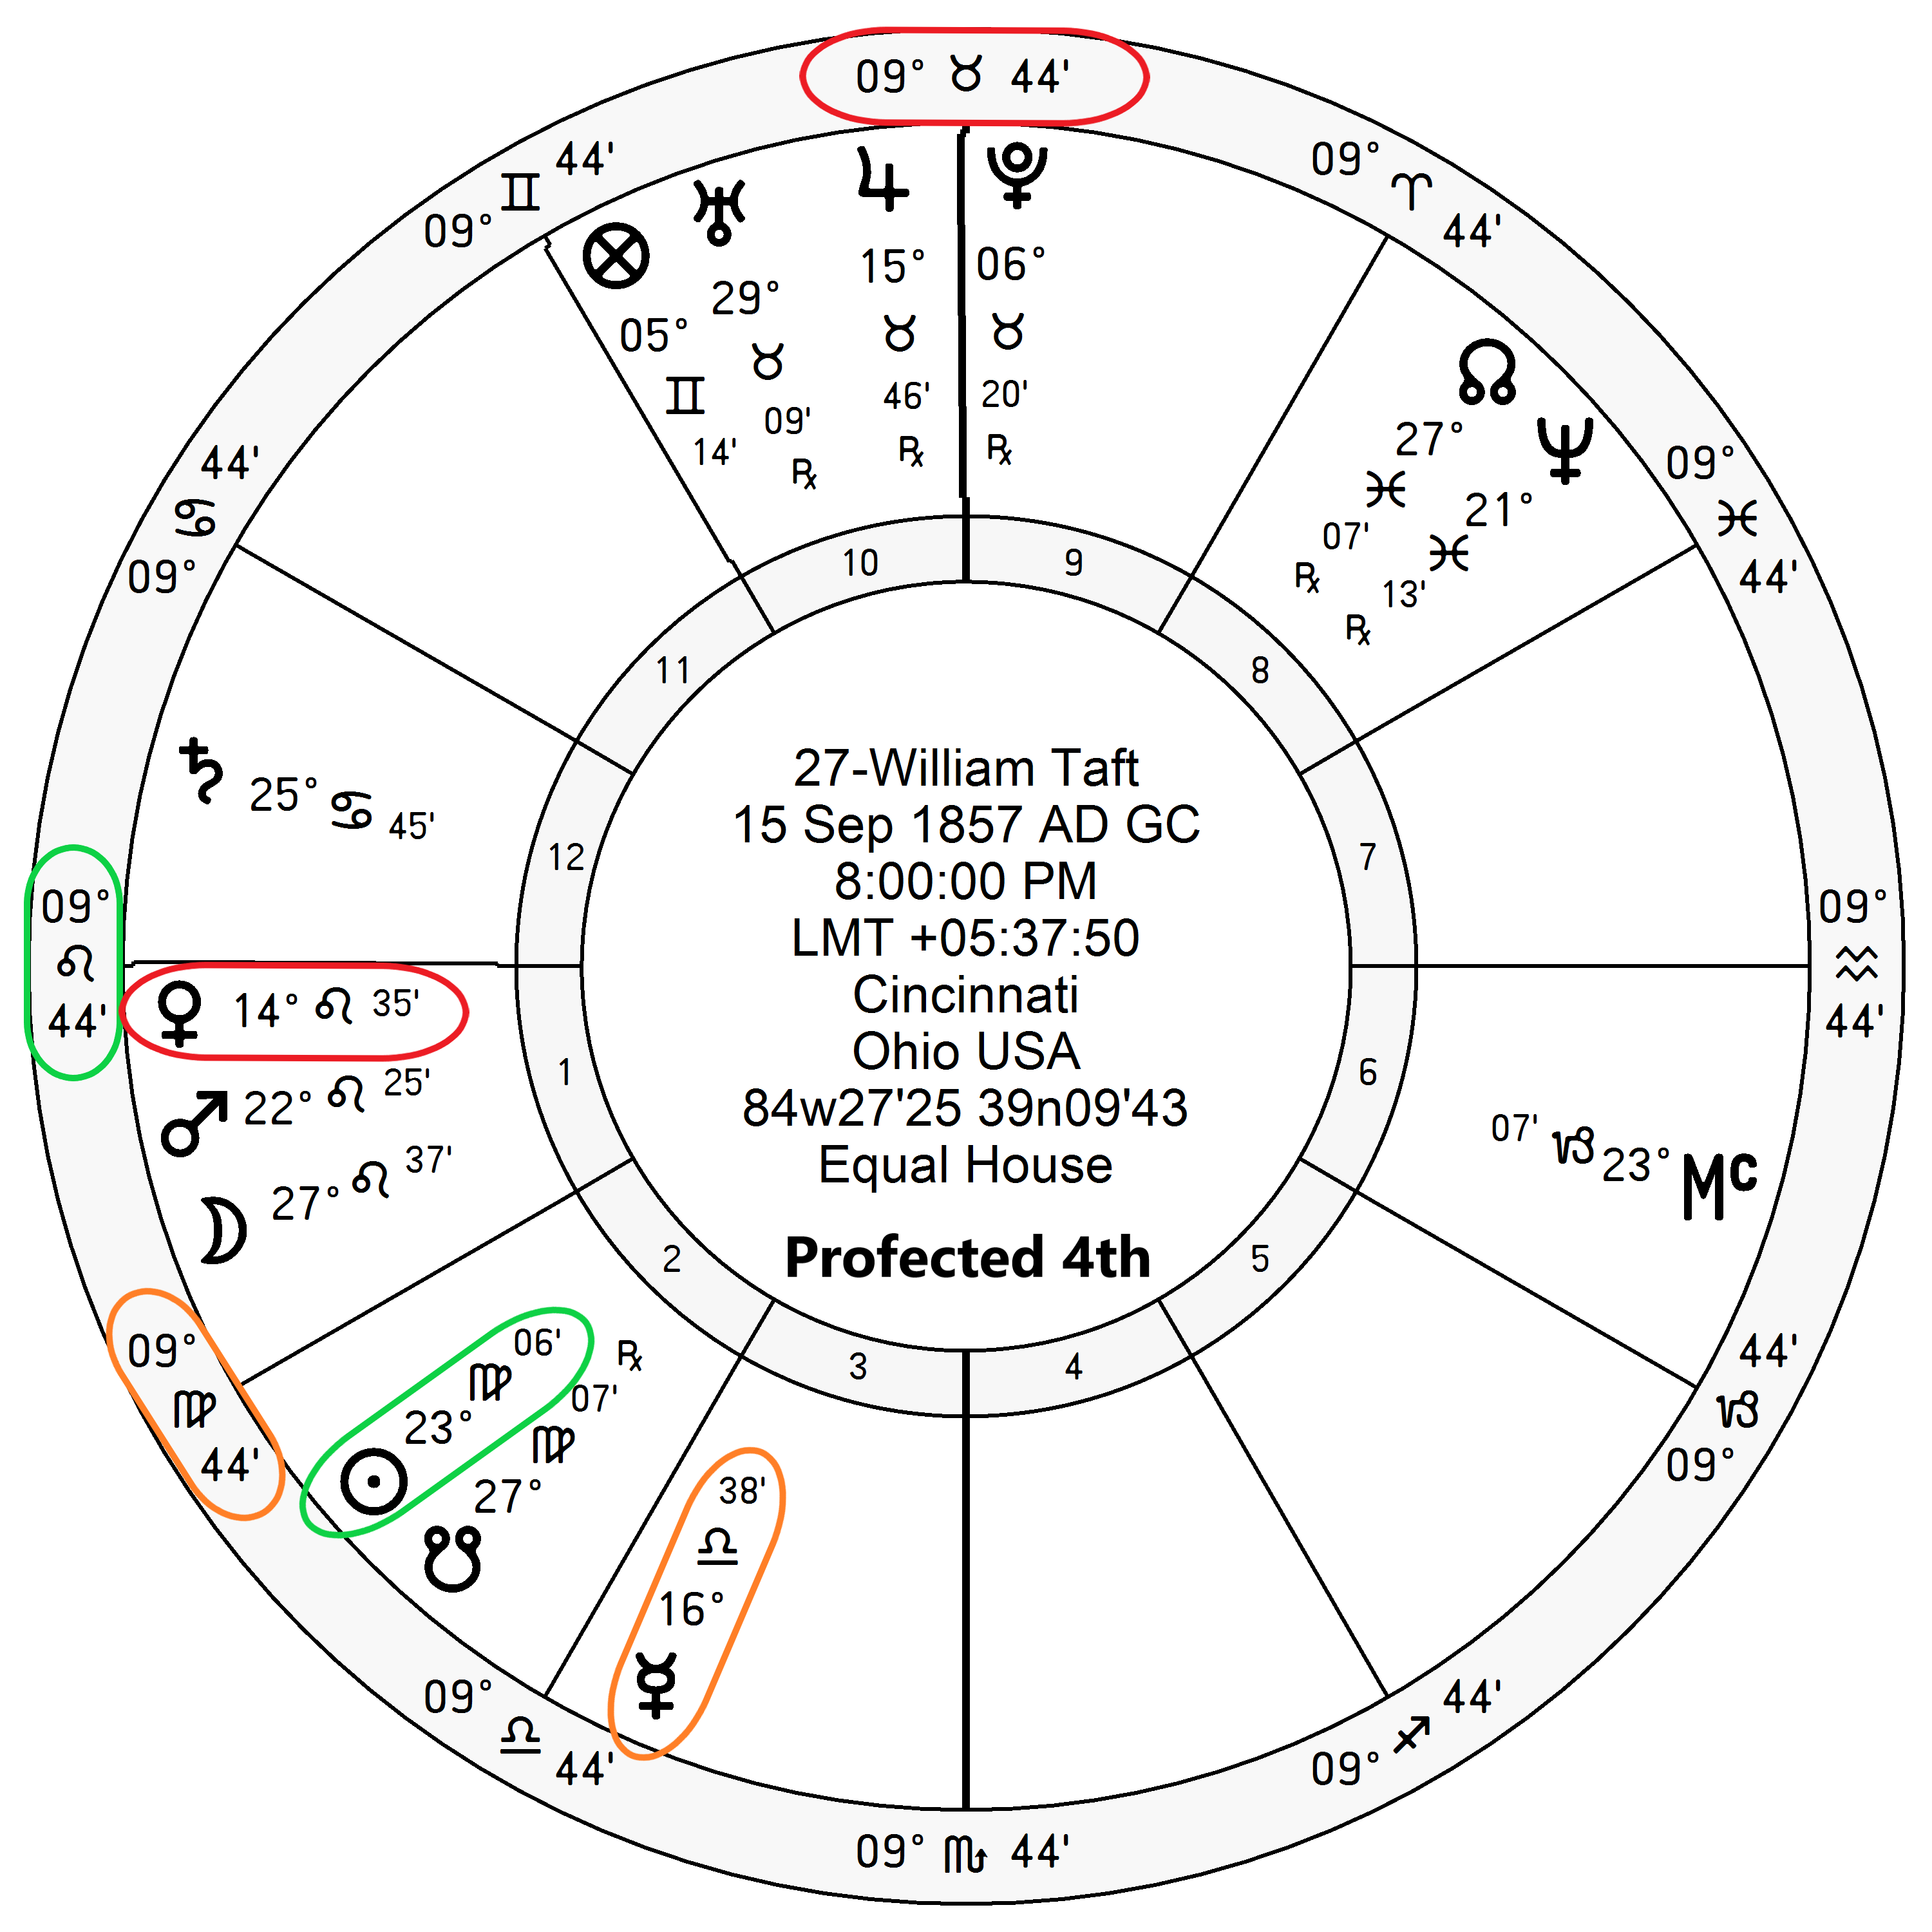 09° ♉ 44'
09° ♊ 44'
09° ♈ 44'
♃ 15° ♉ 46' ℞
♇ 06° ♉ 20' ℞
♅ 29° ♉ 09' ℞
⊗ 05° ♊ 14'
☊ 27° ♓ 07' ℞
♆ 21° ♓ 13' ℞
09° ♋ 44'
09° ♓ 44'
10
9
11
8
12
7
1
6
2
5
3
4
♄ 25° ♋ 45'
27-William Taft
15 Sep 1857 AD GC
8:00:00 PM
LMT +05:37:50
Cincinnati
Ohio USA
84w27'25 39n09'43
Equal House
Profected 4th
09° ♌ 44'
09° ♒ 44'
♀ 14° ♌ 35'
♂ 22° ♌ 25'
☽ 27° ♌ 37'
07' ♑ 23° Mc
09° ♍ 44'
☉ 23° ♍ 06'
☋ 27° ♍ 07' ℞
☿ 16° ♎ 38'
44' ♑ 09°
09° ♎ 44'
09° ♐ 44'
09° ♏ 44'